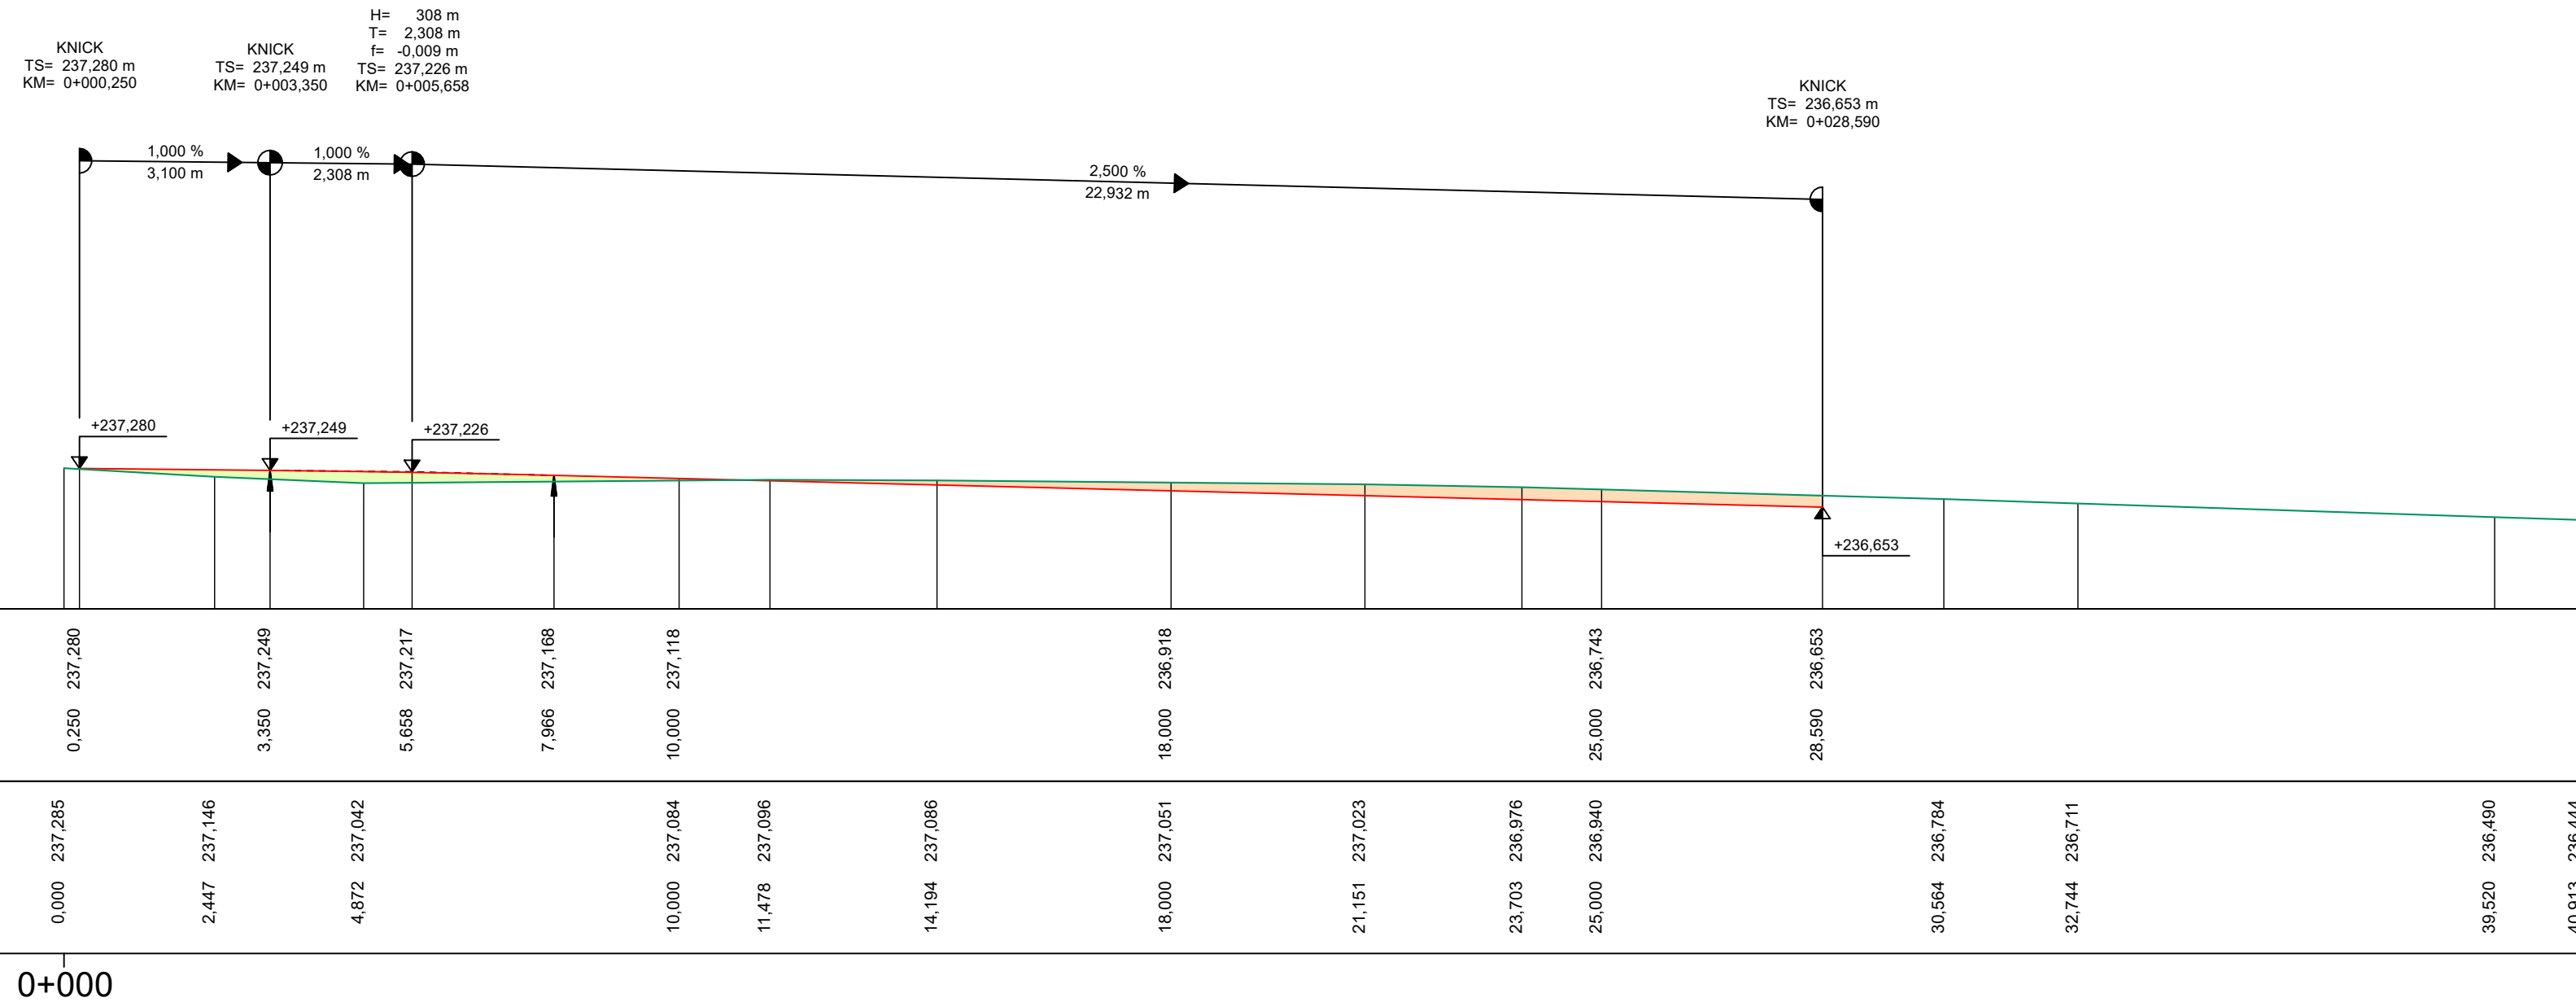 KNICK
TS= 237,280 m
KM= 0+000,250
KNICK
TS= 237,249 m
KM= 0+003,350
H= 308 m
T= 2,308 m
f= -0,009 m
TS= 237,226 m
KM= 0+005,658
KNICK
TS= 236,653 m
KM= 0+028,590
1,000 %
3,100 m
1,000 %
2,308 m
2,500 %
22,932 m
+237,280
+237,249
+237,226
+236,653
0,250 237,280
3,350 237,249
5,658 237,217
7,966 237,168
10,000 237,118
18,000 236,918
25,000 236,743
28,590 236,653
0,000 237,285
2,447 237,146
4,872 237,042
10,000 237,084
11,478 237,096
14,194 237,086
18,000 237,051
21,151 237,023
23,703 236,976
25,000 236,940
30,564 236,784
32,744 236,711
39,520 236,490
0+000